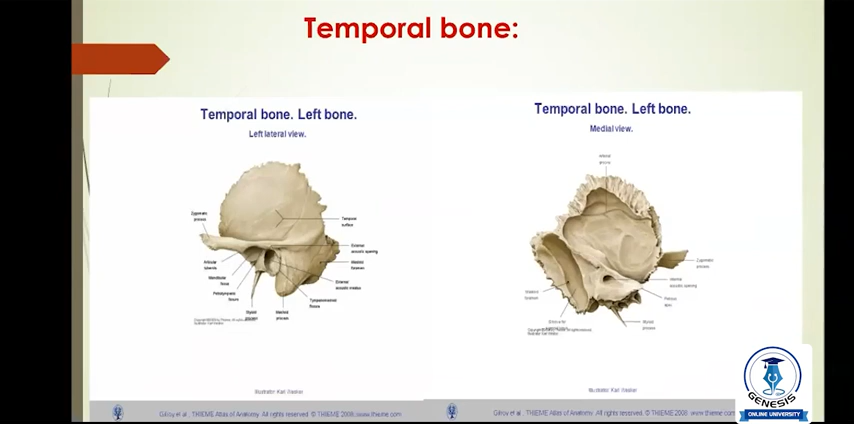 Temporal bone:
Temporal bone. Left bone.
Left lateral view.
Zygomatic
process
Temporal
surface
External
acoustic opening
Articular
tubercle
Mastoid
foramen
Mandibular
fossa
External
acoustic meatus
Petrotympanic
fissure
Tympanomastoid
fissure
Styloid
process
Mastoid
process
Illustrator: Karl Wesker
Gilroy et al., THIEME Atlas of Anatomy. All rights reserved. © THIEME 2008, www.thieme.com
Temporal bone. Left bone.
Medial view.
Zygomatic
process
acoustic opening
Petrous
apex
Styloid
process
Illustrator: Karl Wesker
Gilroy et al., THIEME Atlas of Anatomy. All rights reserved. © THIEME 2008, www.thieme.com
GENESIS
ONLINE UNIVERSITY